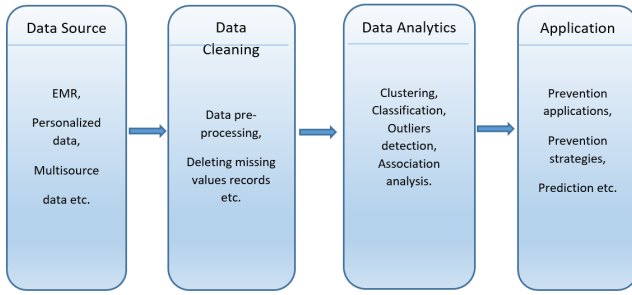 Data Source
EMR,
Personalized
data,
Multisource
data etc.
Data
Cleaning
Data pre-
processing,
Deleting missing
values records
etc.
Data Analytics
Clustering,
Classification,
Outliers
detection,
Association
analysis.
Application
Prevention
applications,
Prevention
strategies,
Prediction etc.